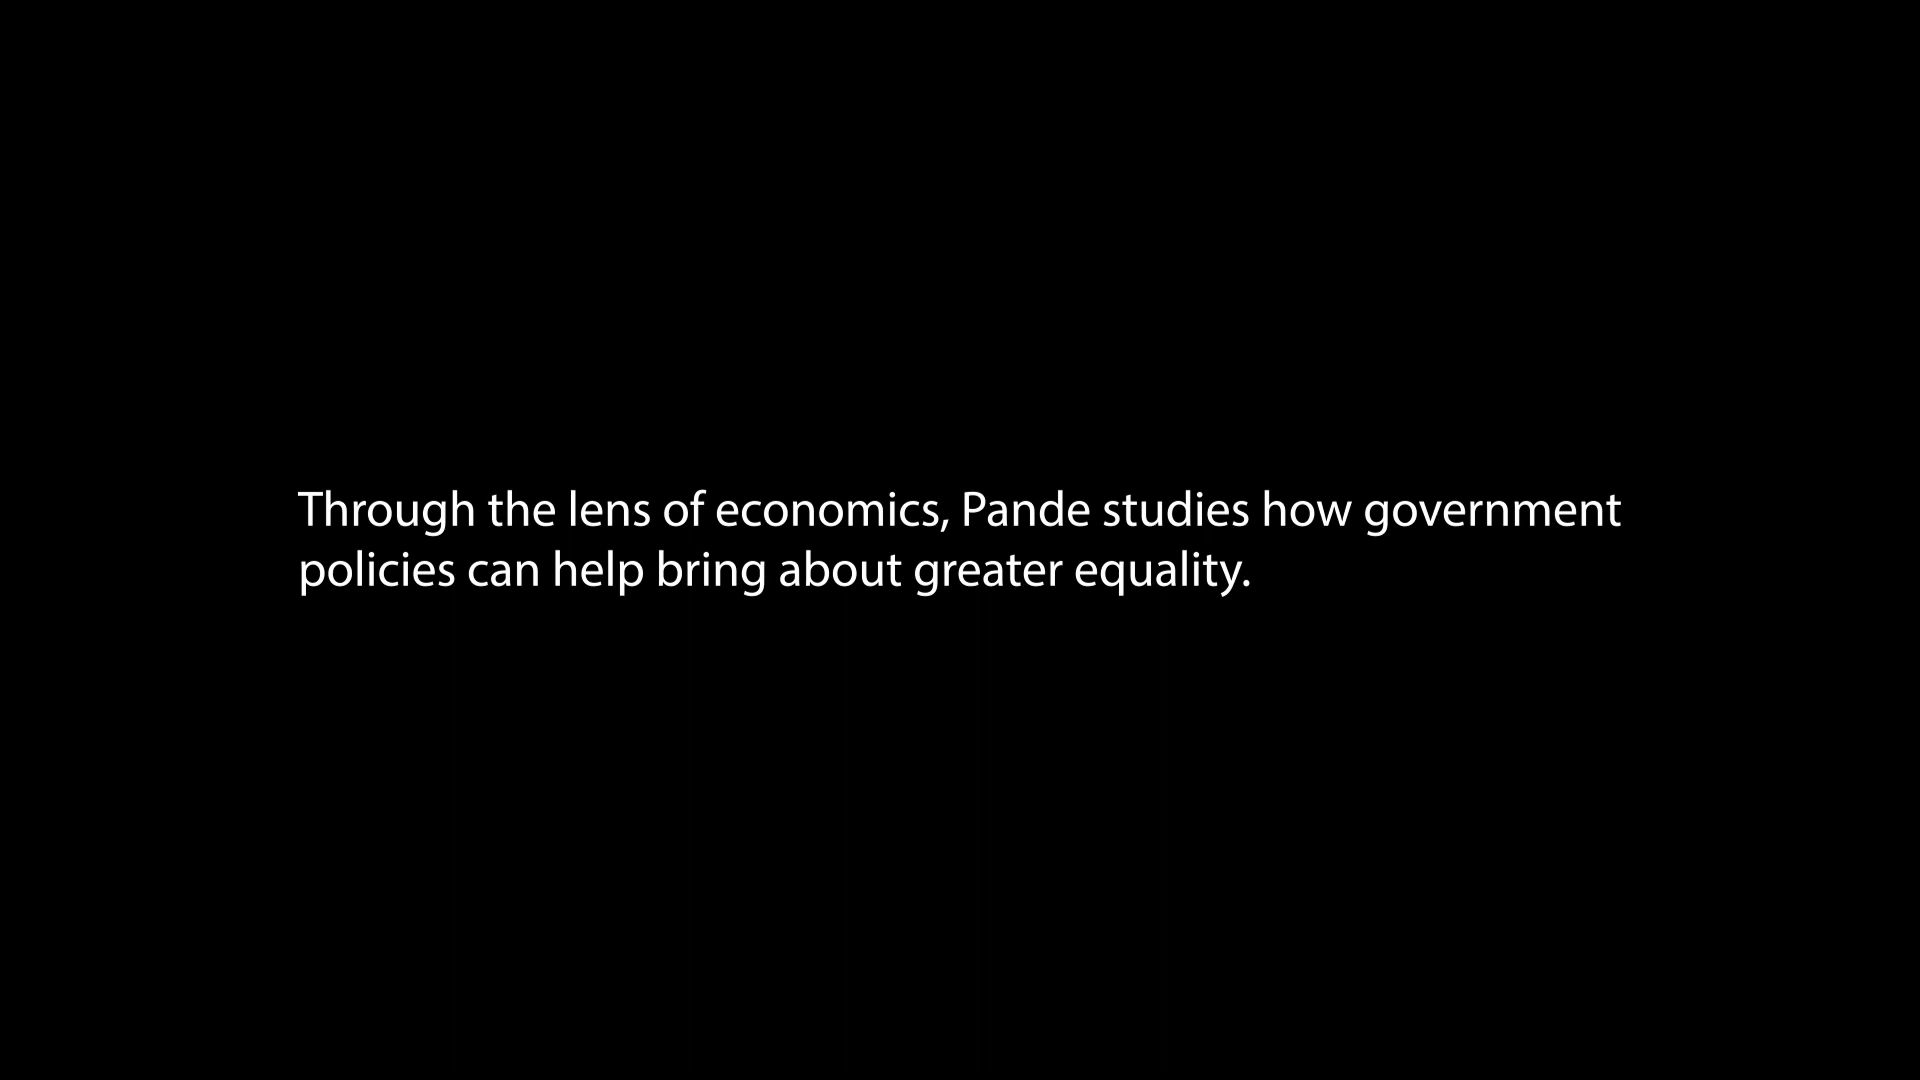 Through the lens of economics, Pande studies how government
policies can help bring about greater equality.